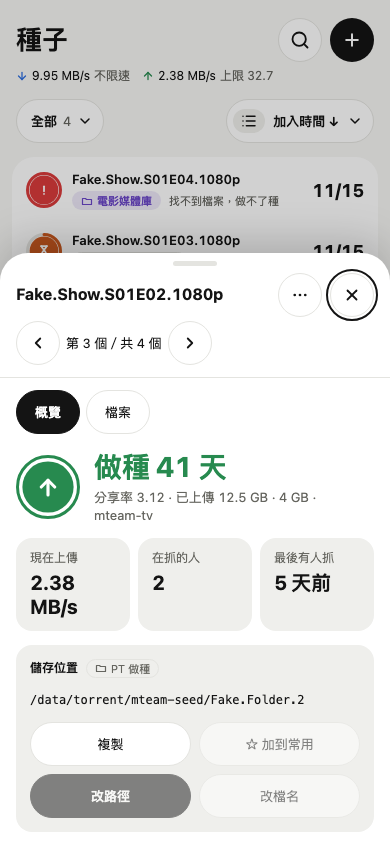 種子
↓ 9.95 MB/s 不限速 ↑ 2.38 MB/s 上限 32.7
全部 4
加入時間 ↓
Fake.Show.S01E04.1080p
電影媒體庫 找不到檔案，做不了種
11/15
Fake.Show.S01E03.1080p
11/15
Fake.Show.S01E02.1080p
第 3 個 / 共 4 個
概覽
檔案
做種 41 天
分享率 3.12 · 已上傳 12.5 GB · 4 GB ·
mteam-tv
現在上傳
2.38
MB/s
在抓的人
2
最後有人抓
5 天前
儲存位置 PT 做種
/data/torrent/mteam-seed/Fake.Folder.2
複製
☆ 加到常用
改路徑
改檔名